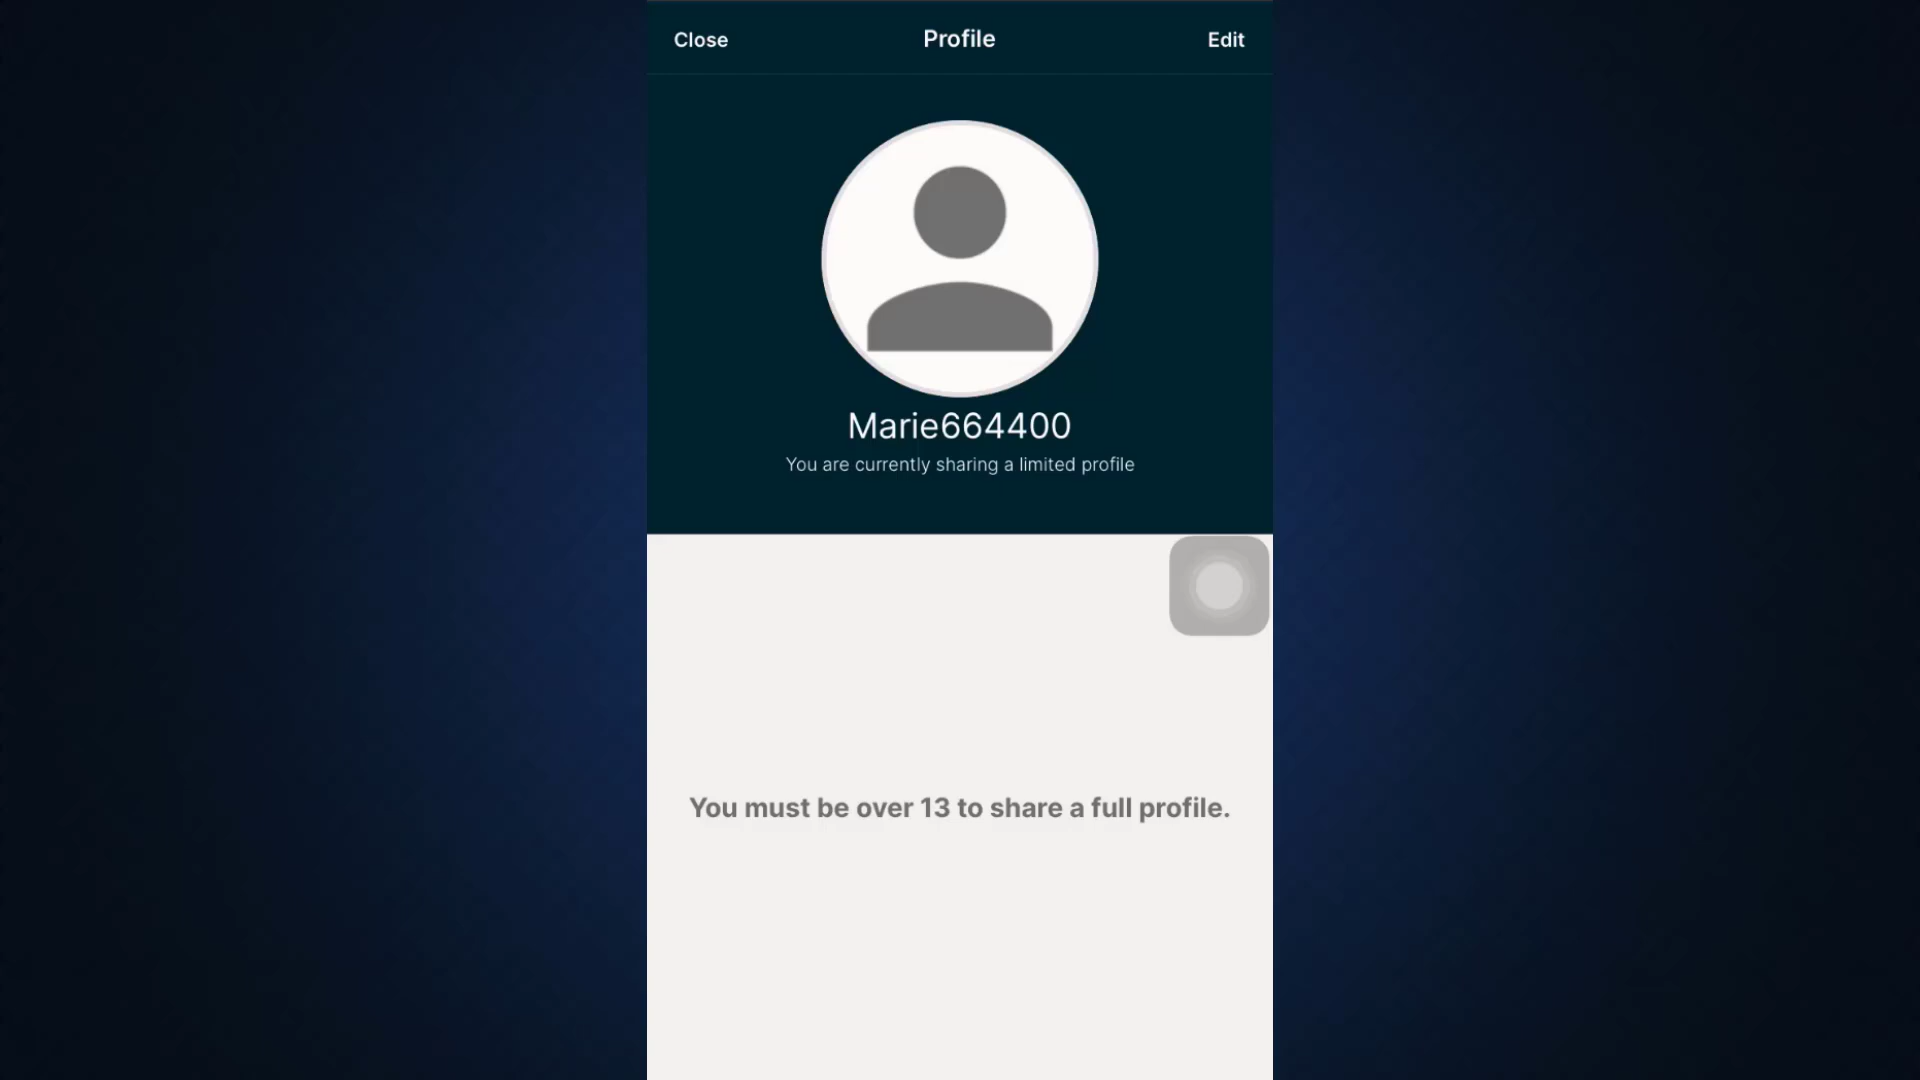 Close
Profile
Edit
Marie664400
You are currently sharing a limited profile
You must be over 13 to share a full profile.